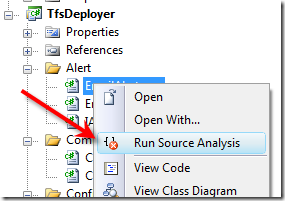 TfsDeployer
Properties
References
Alert
Open
Open With...
Run Source Analysis
View Code
View Class Diagram